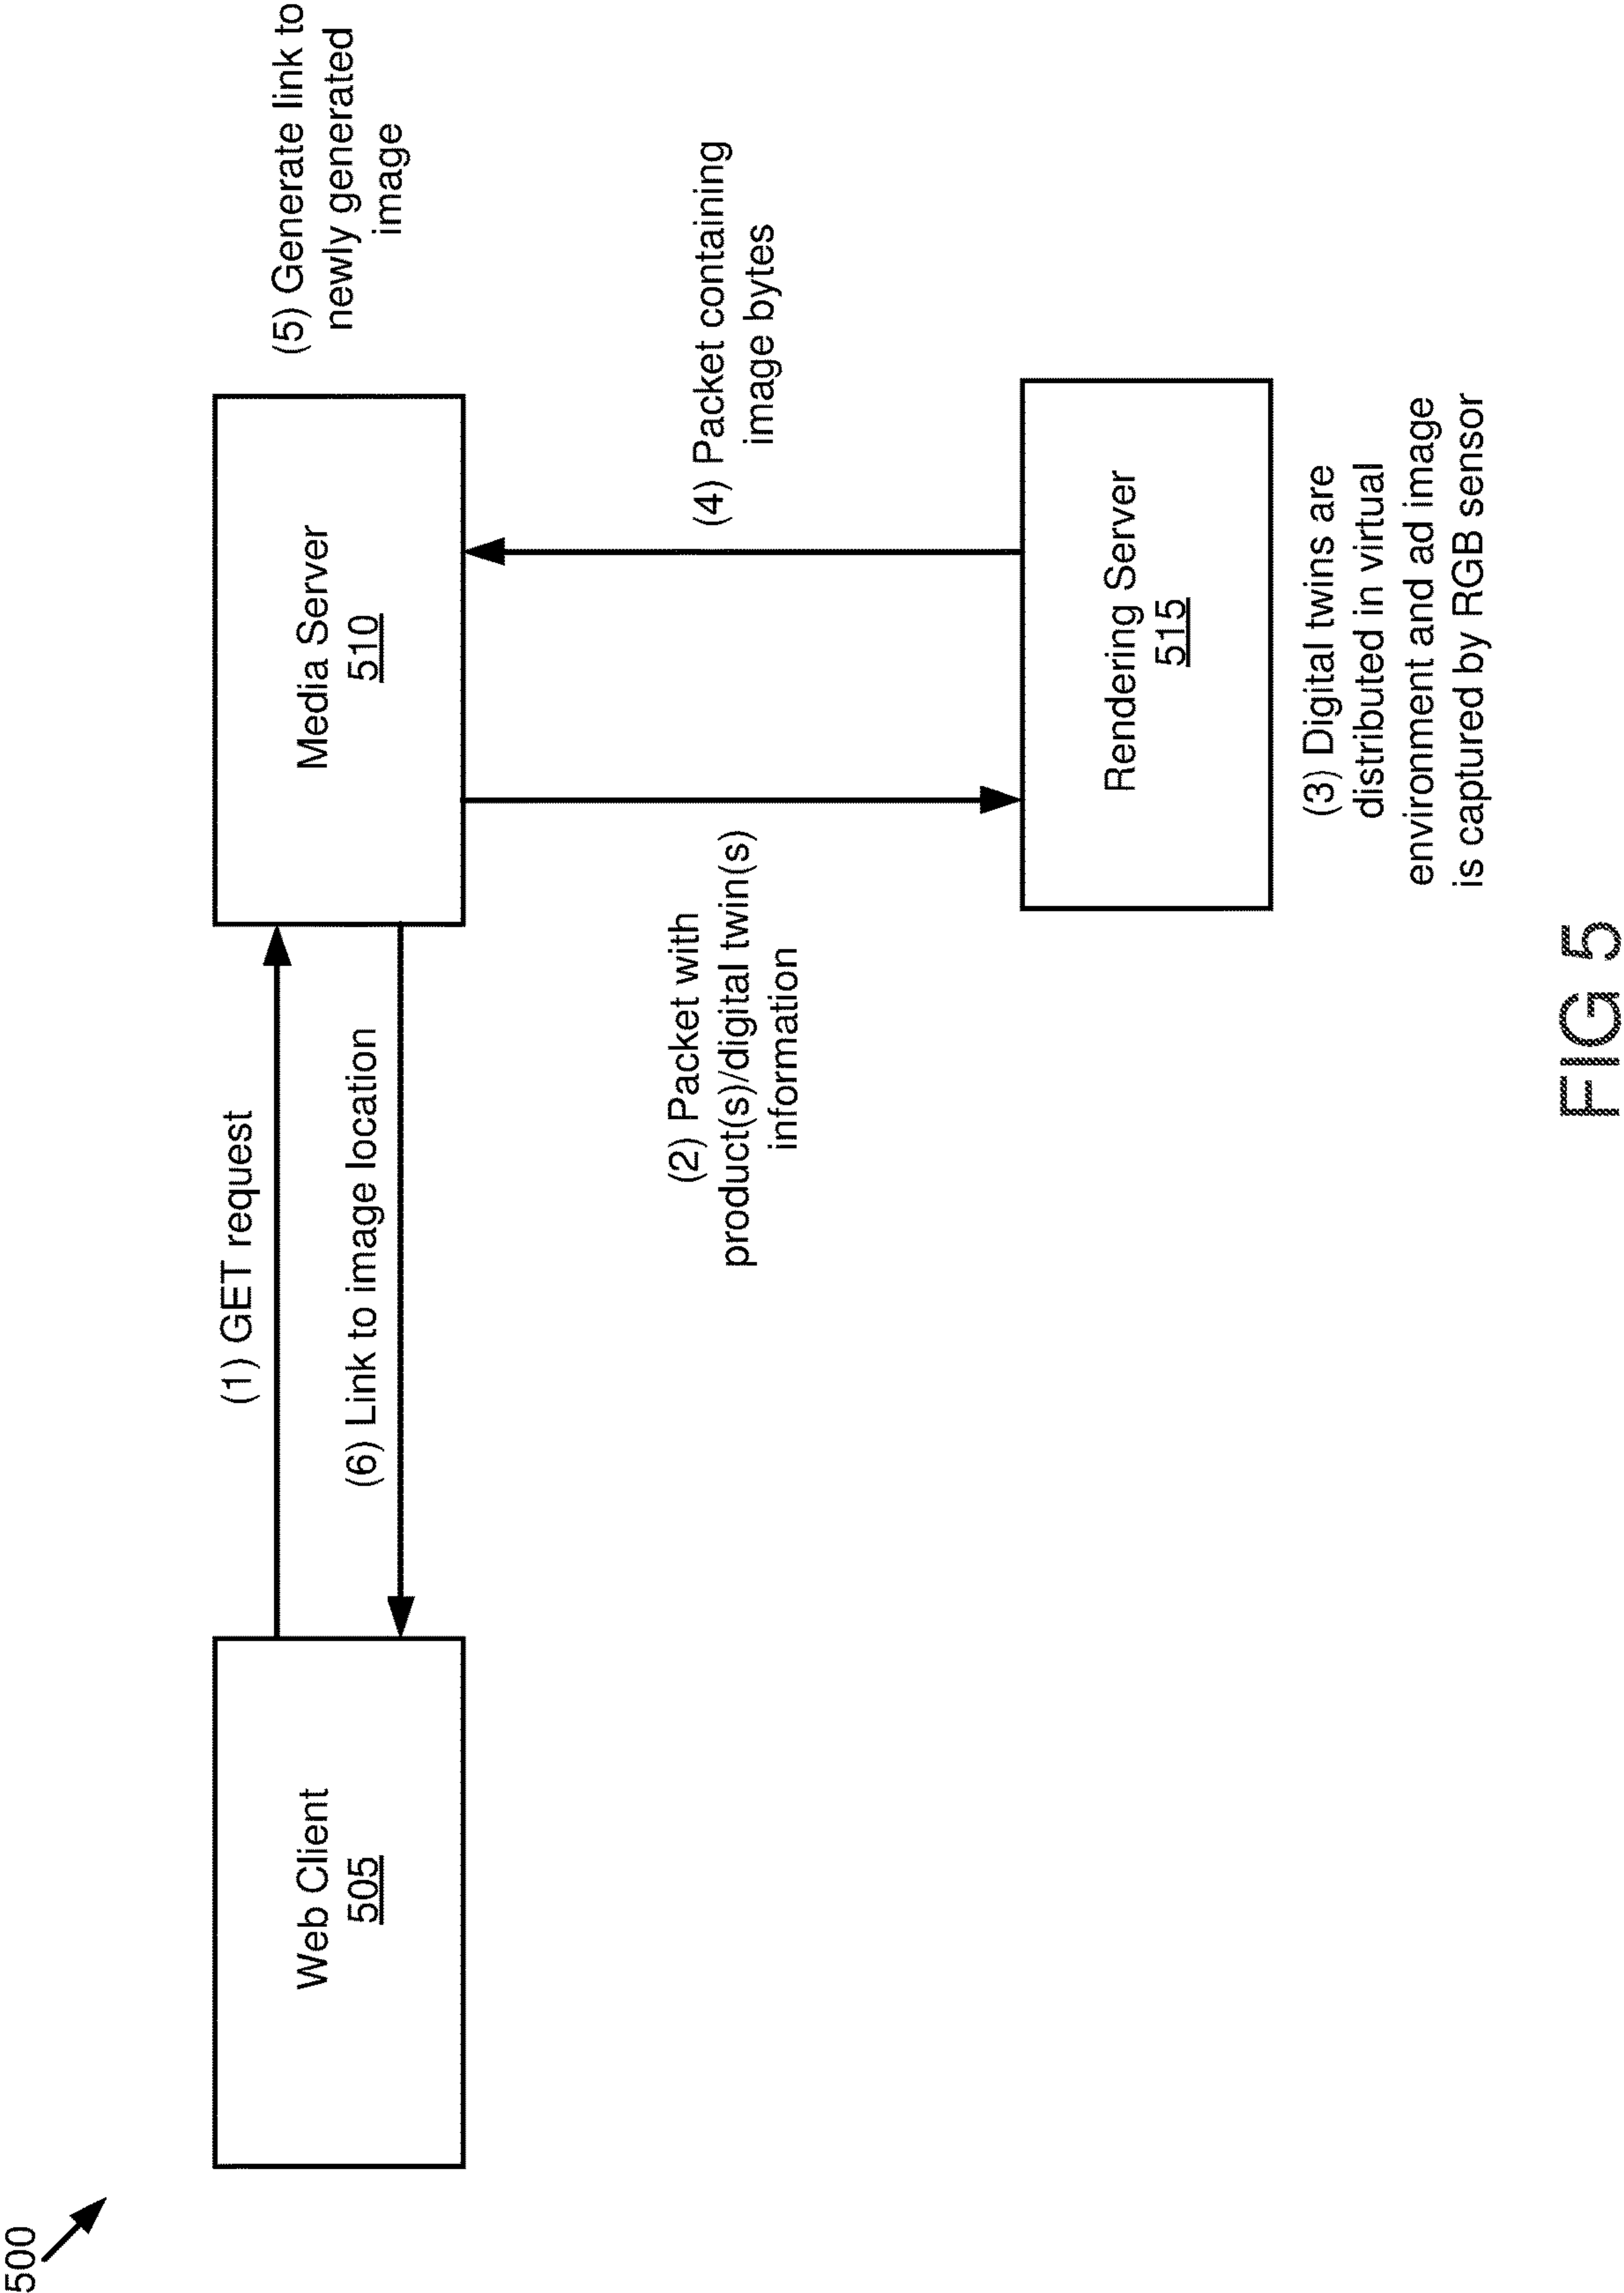 500
Web Client
505
(1) GET request
(6) Link to image location
Media Server
510
(5) Generate link to
newly generated
image
(2) Packet with
product(s)/digital twin(s)
information
(4) Packet containing
image bytes
Rendering Server
515
(3) Digital twins are
distributed in virtual
environment and ad image
is captured by RGB sensor
FIG 5